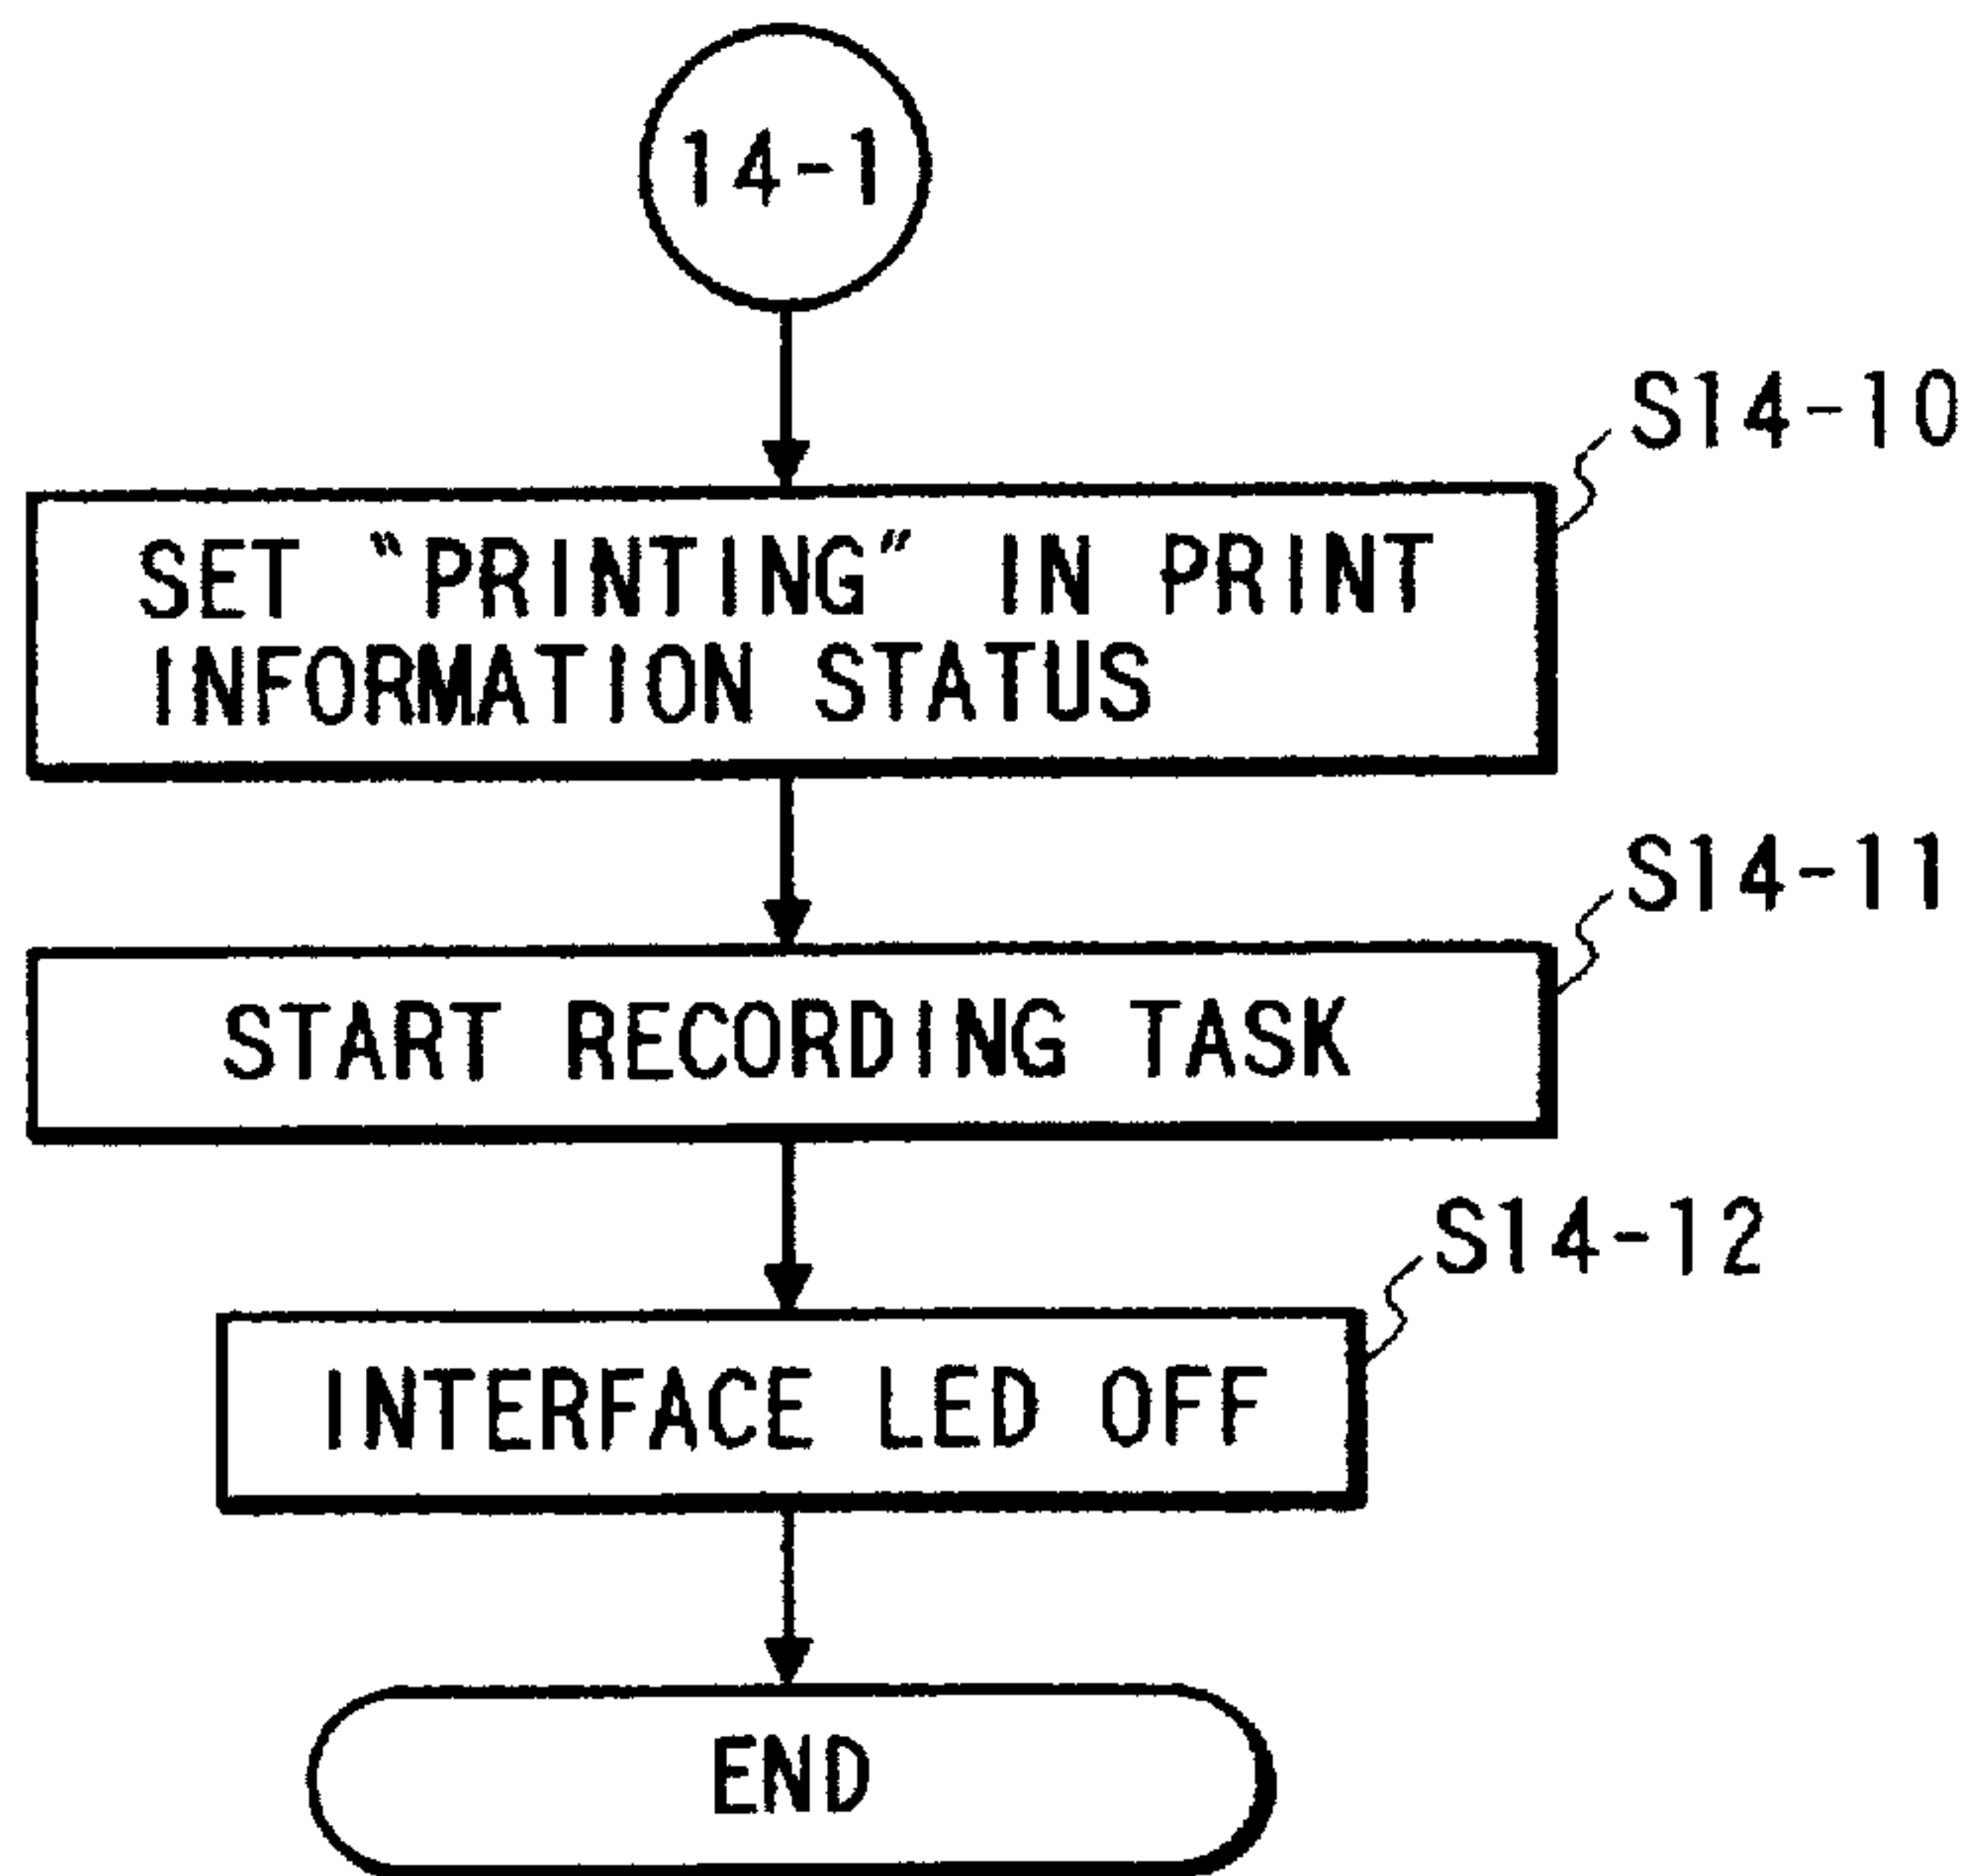 14-1
S14-10
SET “PRINTING” IN PRINT
INFORMATION STATUS
S14-11
START RECORDING TASK
S14-12
INTERFACE LED OFF
END